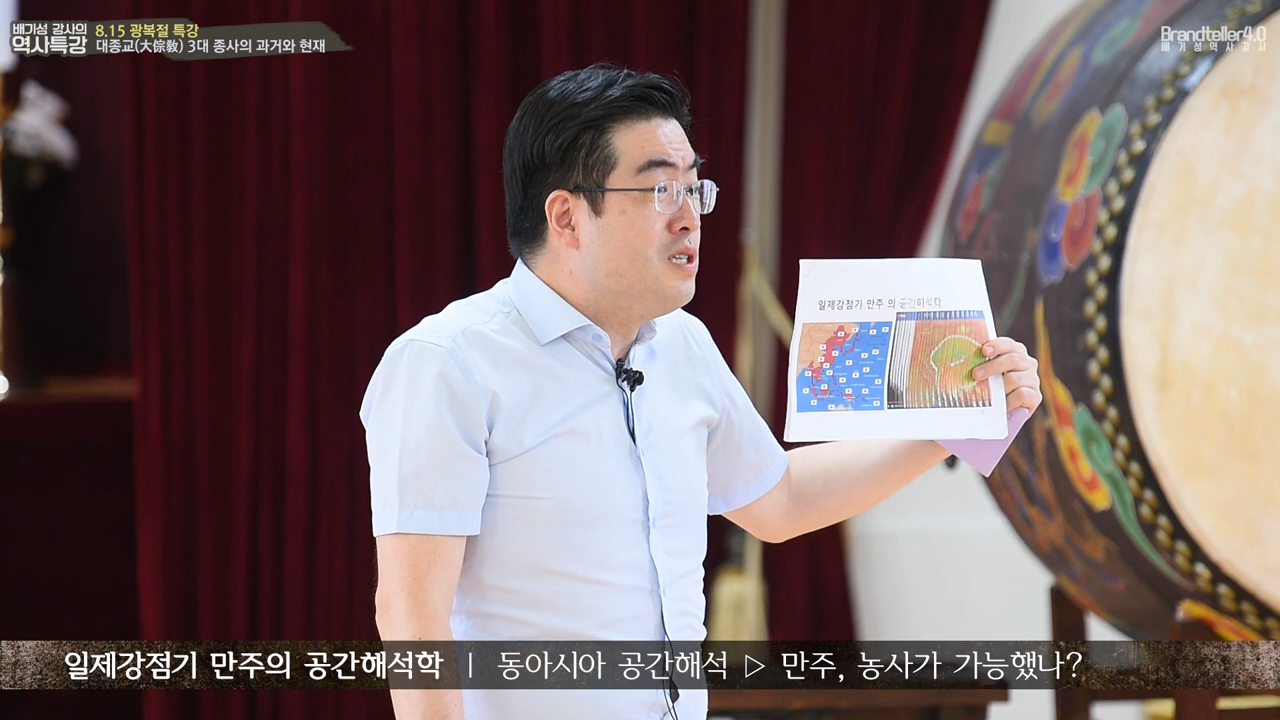 배기성 강사의
역사특강
8.15 광복절 특강
대종교(大倧敎) 3대 종사의 과거와 현재
Brandteller4.0
배기성역사강사
일제강점기 만주 의 공간해석학
일제강점기 만주의 공간해석학 | 동아시아 공간해석 ▷ 만주, 농사가 가능했나?